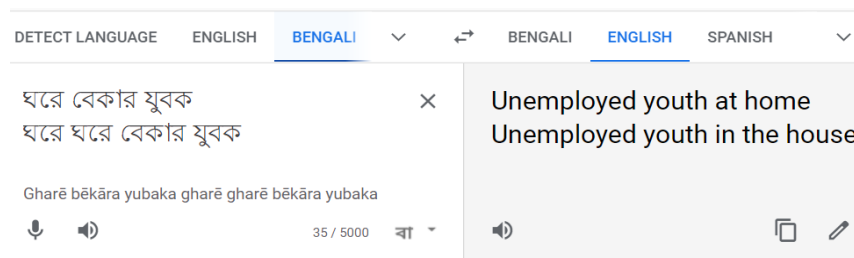 DETECT LANGUAGE ENGLISH BENGALI BENGALI ENGLISH SPANISH
ঘরে বেকার যুবক
ঘরে ঘরে বেকার যুবক
Unemployed youth at home
Unemployed youth in the house
Gharē bēkāra yubaka gharē gharē bēkāra yubaka
35 / 5000 বা